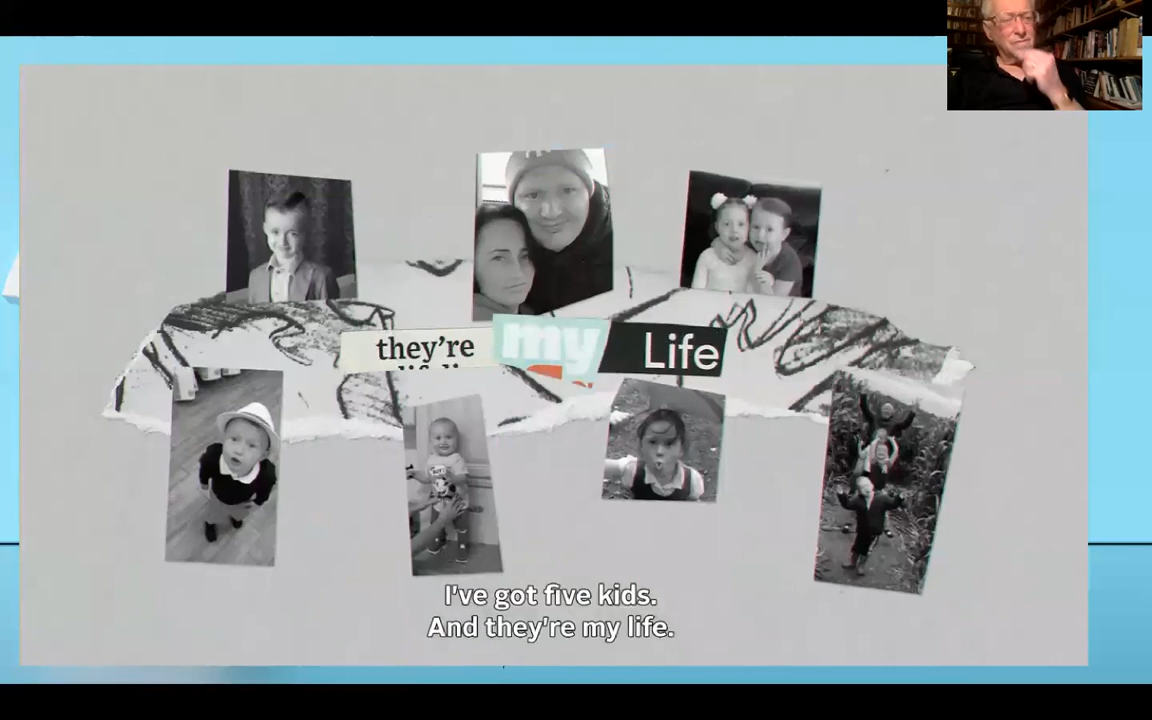 they're
my
Life
I've got five kids.
And they're my life.